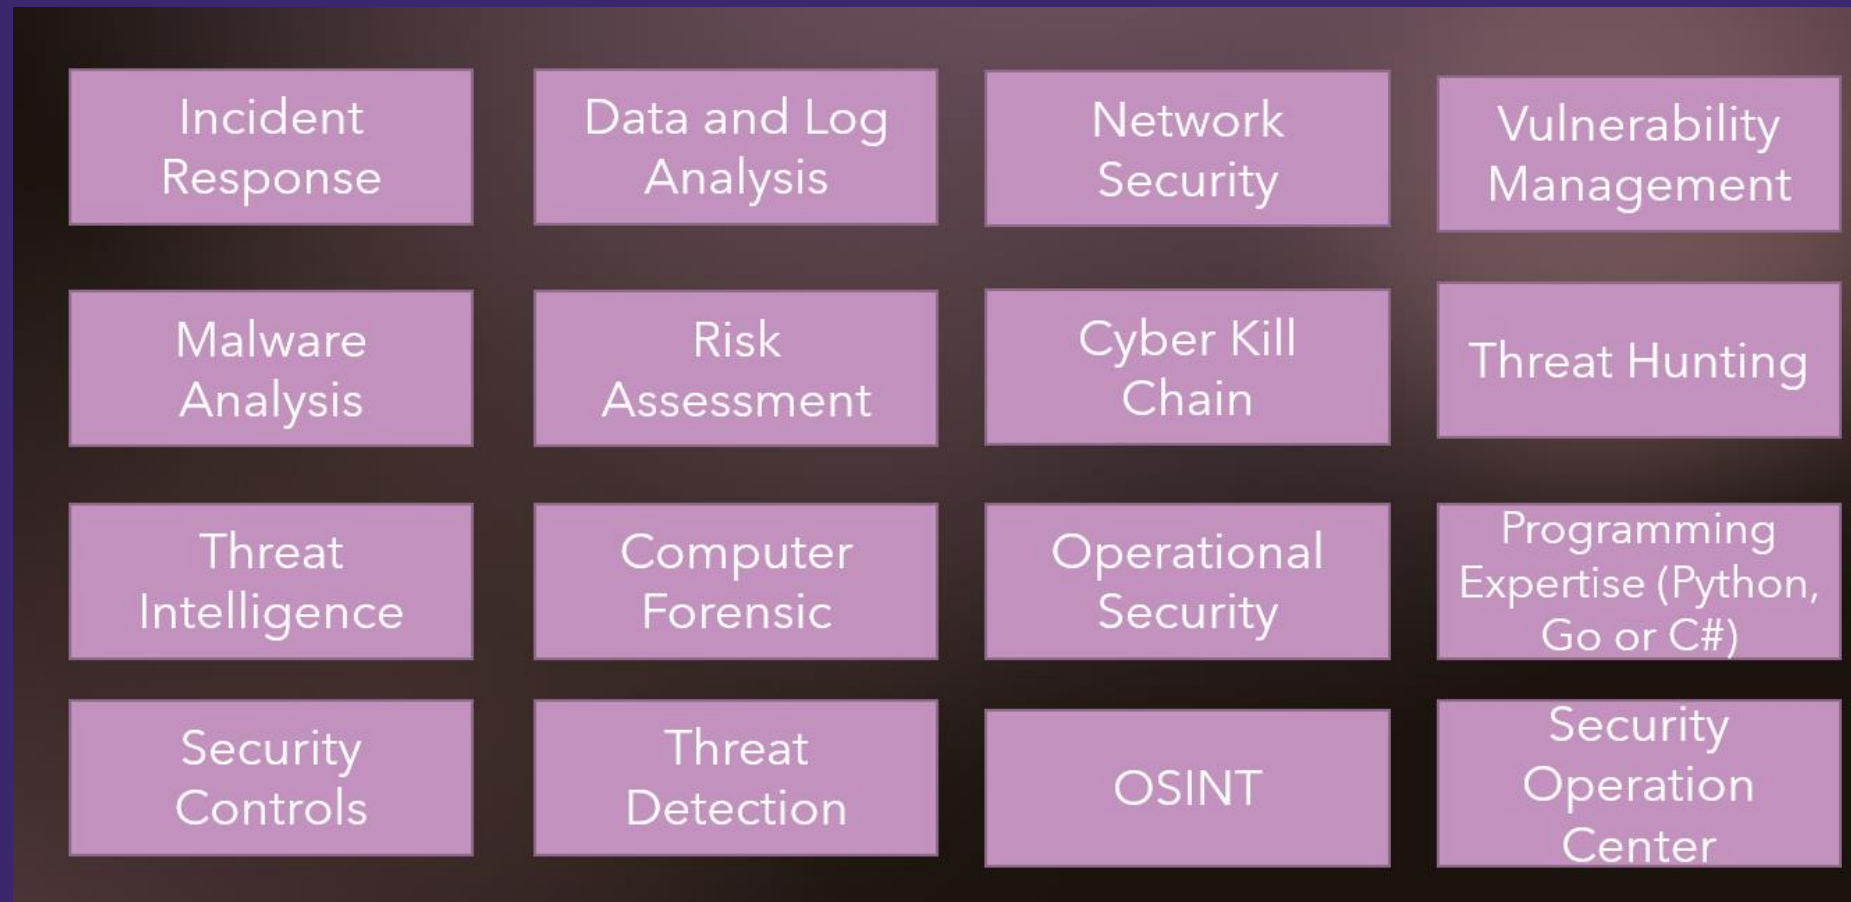 Incident
Response
Data and Log
Analysis
Network
Security
Vulnerability
Management
Malware
Analysis
Risk
Assessment
Cyber Kill
Chain
Threat Hunting
Threat
Intelligence
Computer
Forensic
Operational
Security
Programming
Expertise (Python,
Go or C#)
Security
Controls
Threat
Detection
OSINT
Security
Operation
Center